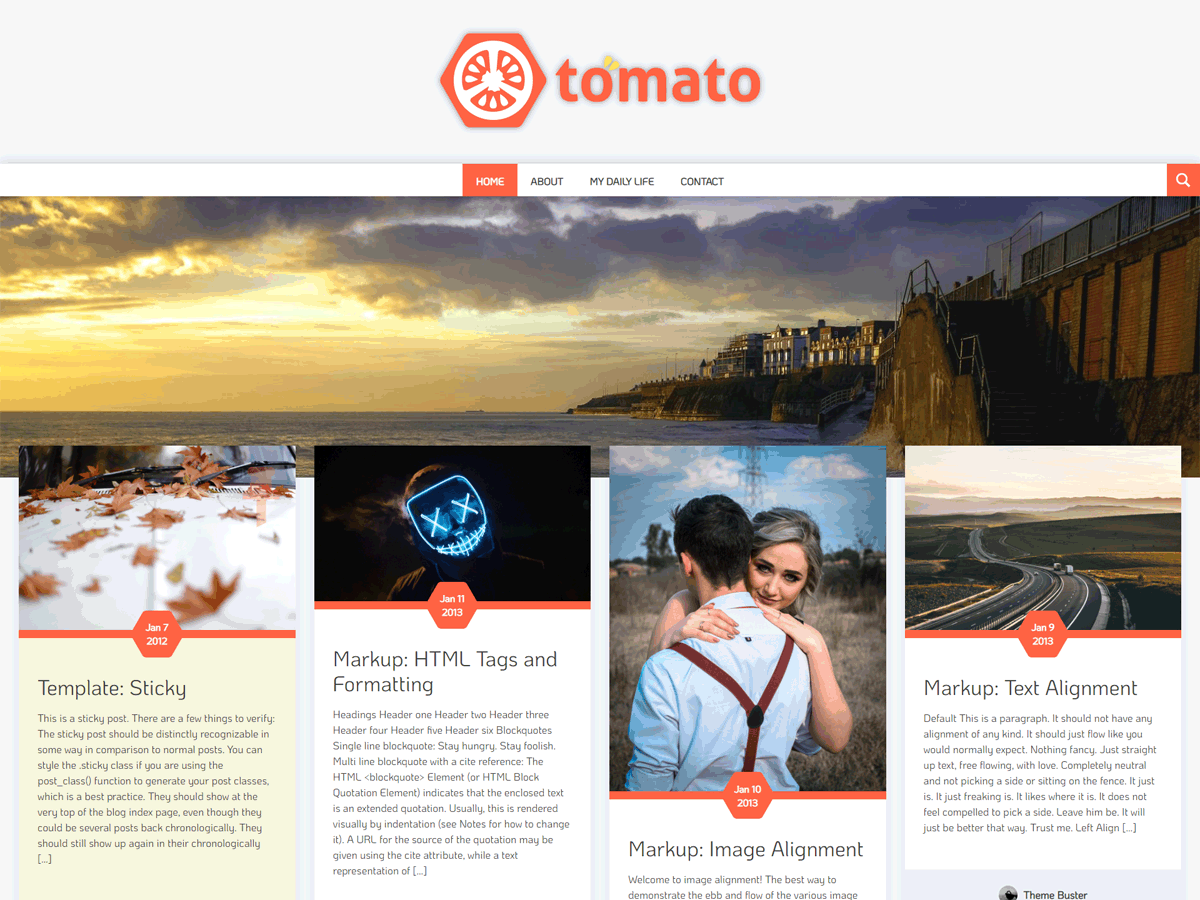 tomato
HOME ABOUT MY DAILY LIFE CONTACT
Jan 7
2012
Template: Sticky
This is a sticky post. There are a few things to verify:
The sticky post should be distinctly recognizable in
some way in comparison to normal posts. You can
style the .sticky class if you are using the
post_class() function to generate your post classes,
which is a best practice. They should show at the
very top of the blog index page, even though they
could be several posts back chronologically. They
should still show up again in their chronologically
[...]
Jan 11
2013
Markup: HTML Tags and
Formatting
Headings Header one Header two Header three
Header four Header five Header six Blockquotes
Single line blockquote: Stay hungry. Stay foolish.
Multi line blockquote with a cite reference: The
HTML <blockquote> Element (or HTML Block
Quotation Element) indicates that the enclosed text
is an extended quotation. Usually, this is rendered
visually by indentation (see Notes for how to change
it). A URL for the source of the quotation may be
given using the cite attribute, while a text
representation of [...]
Jan 10
2013
Markup: Image Alignment
Welcome to image alignment! The best way to
demonstrate the ebb and flow of the various image
Jan 9
2013
Markup: Text Alignment
Default This is a paragraph. It should not have any
alignment of any kind. It should just flow like you
would normally expect. Nothing fancy. Just straight
up text, free flowing, with love. Completely neutral
and not picking a side or sitting on the fence. It just
is. It just freaking is. It likes where it is. It does not
feel compelled to pick a side. Leave him be. It will
just be better that way. Trust me. Left Align [...]
Theme Buster